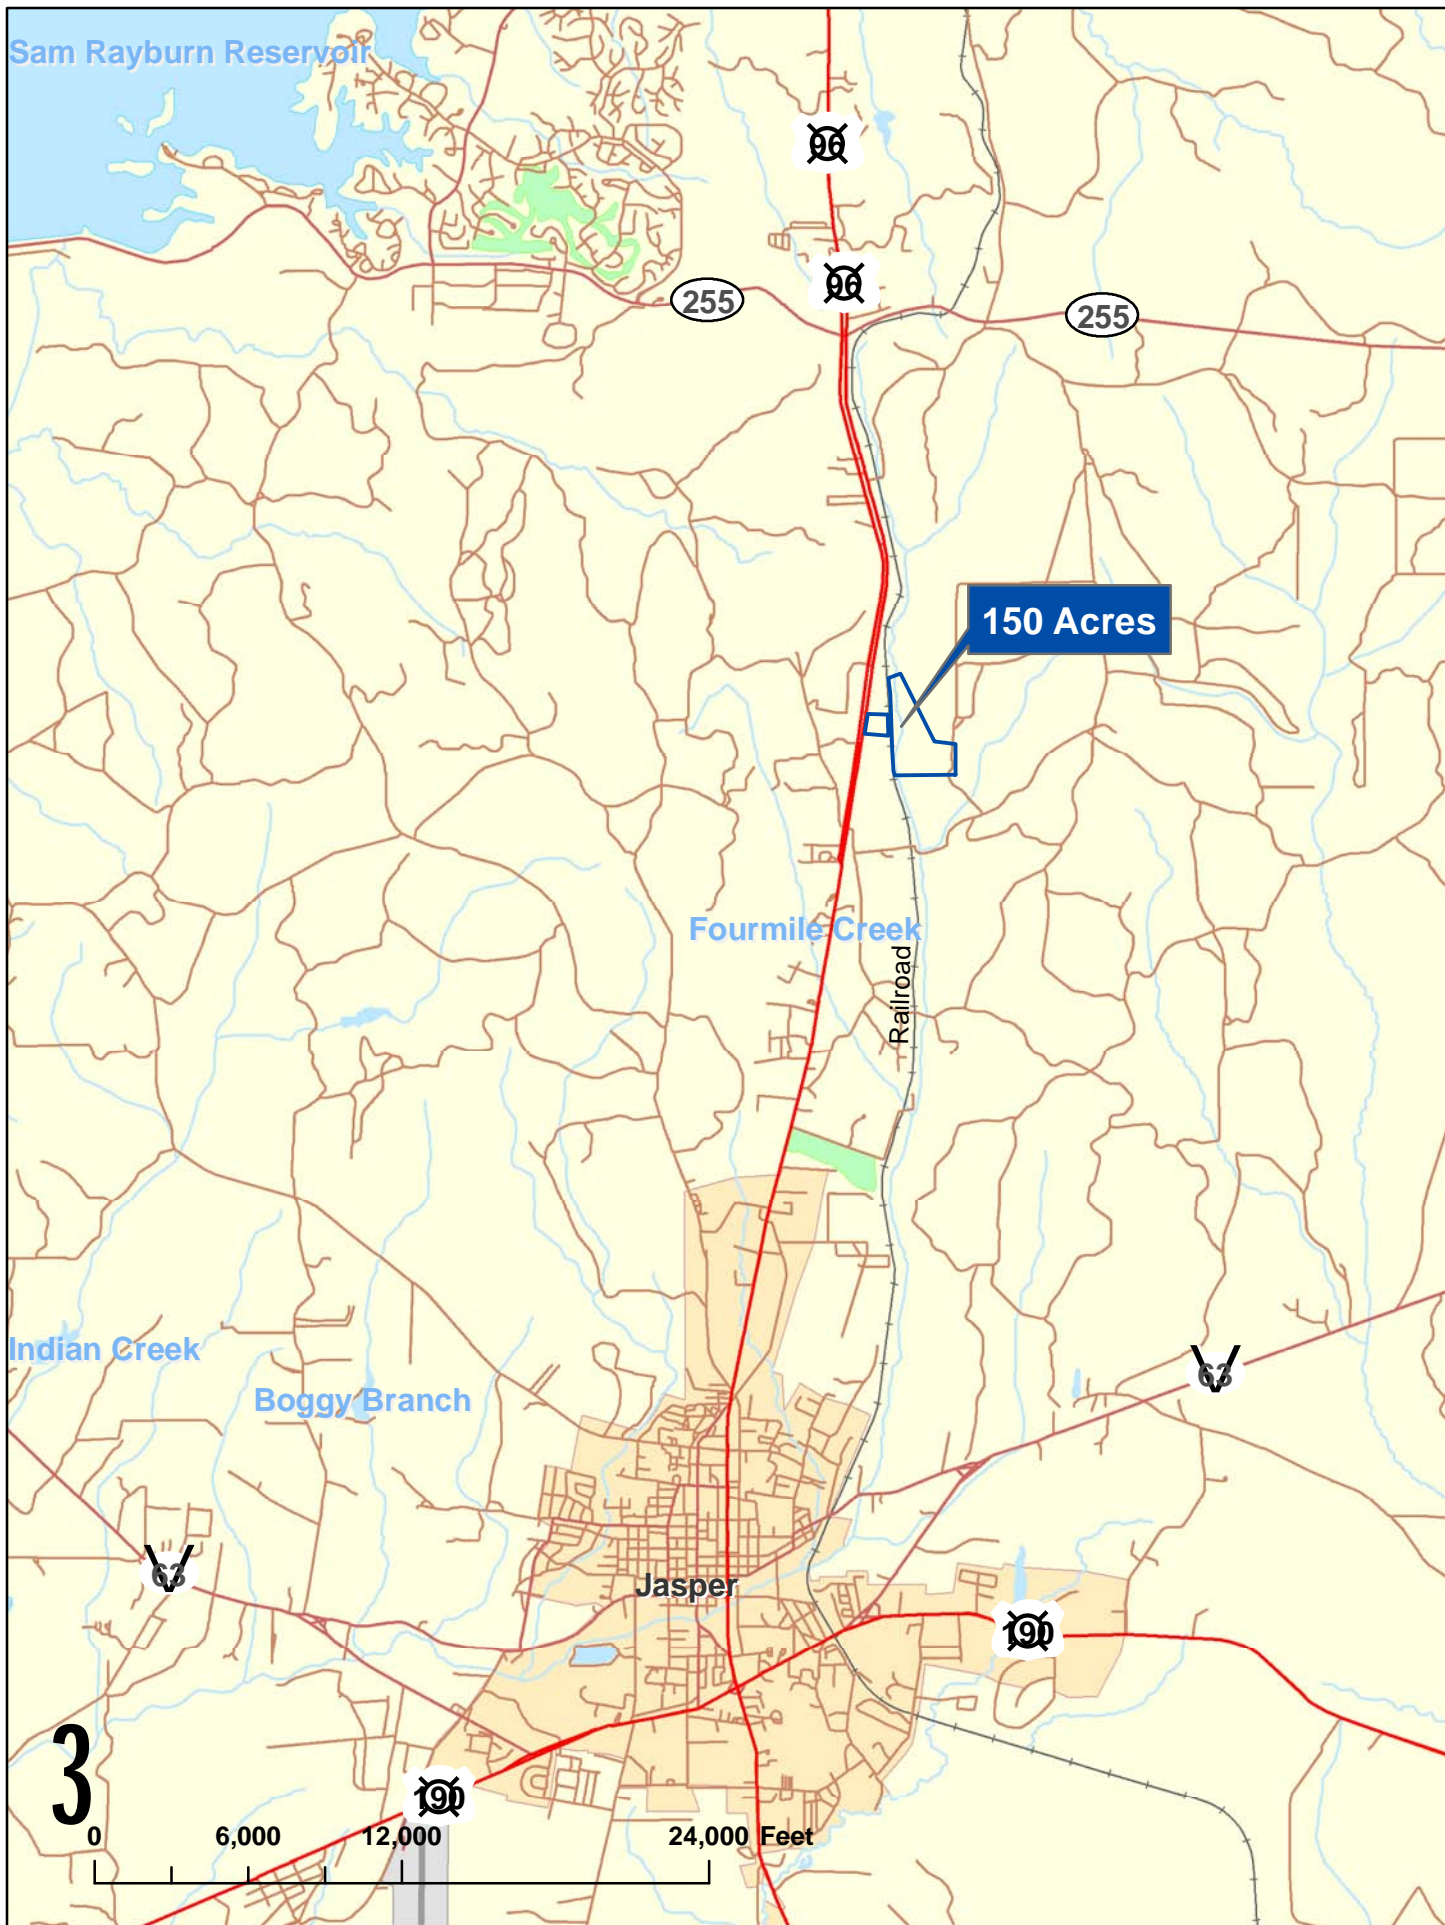 Sam Rayburn Reservoir
96
96
255
255
150 Acres
Fourmile Creek
Railroad
Indian Creek
63
Boggy Branch
63
Jasper
190
190
3
0 6,000 12,000 24,000 Feet